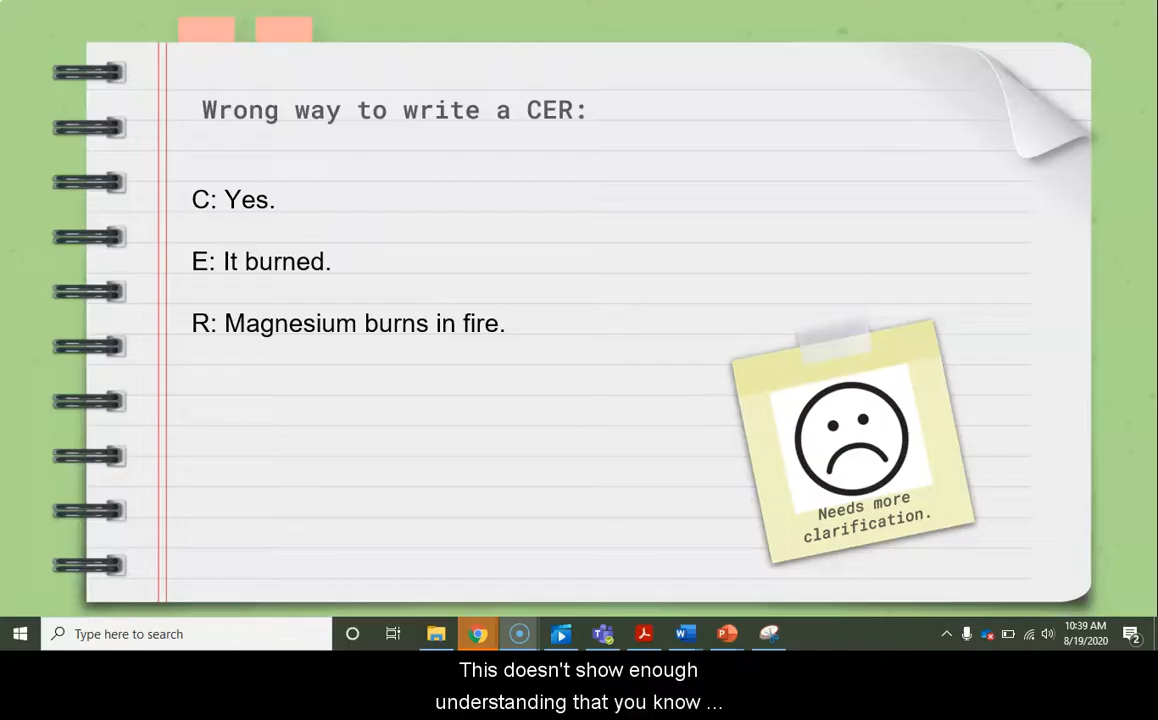 Wrong way to write a CER:
C: Yes.
E: It burned.
R: Magnesium burns in fire.
Needs more
clarification.
Type here to search
10:39 AM
8/19/2020
2
This doesn't show enough
understanding that you know ...